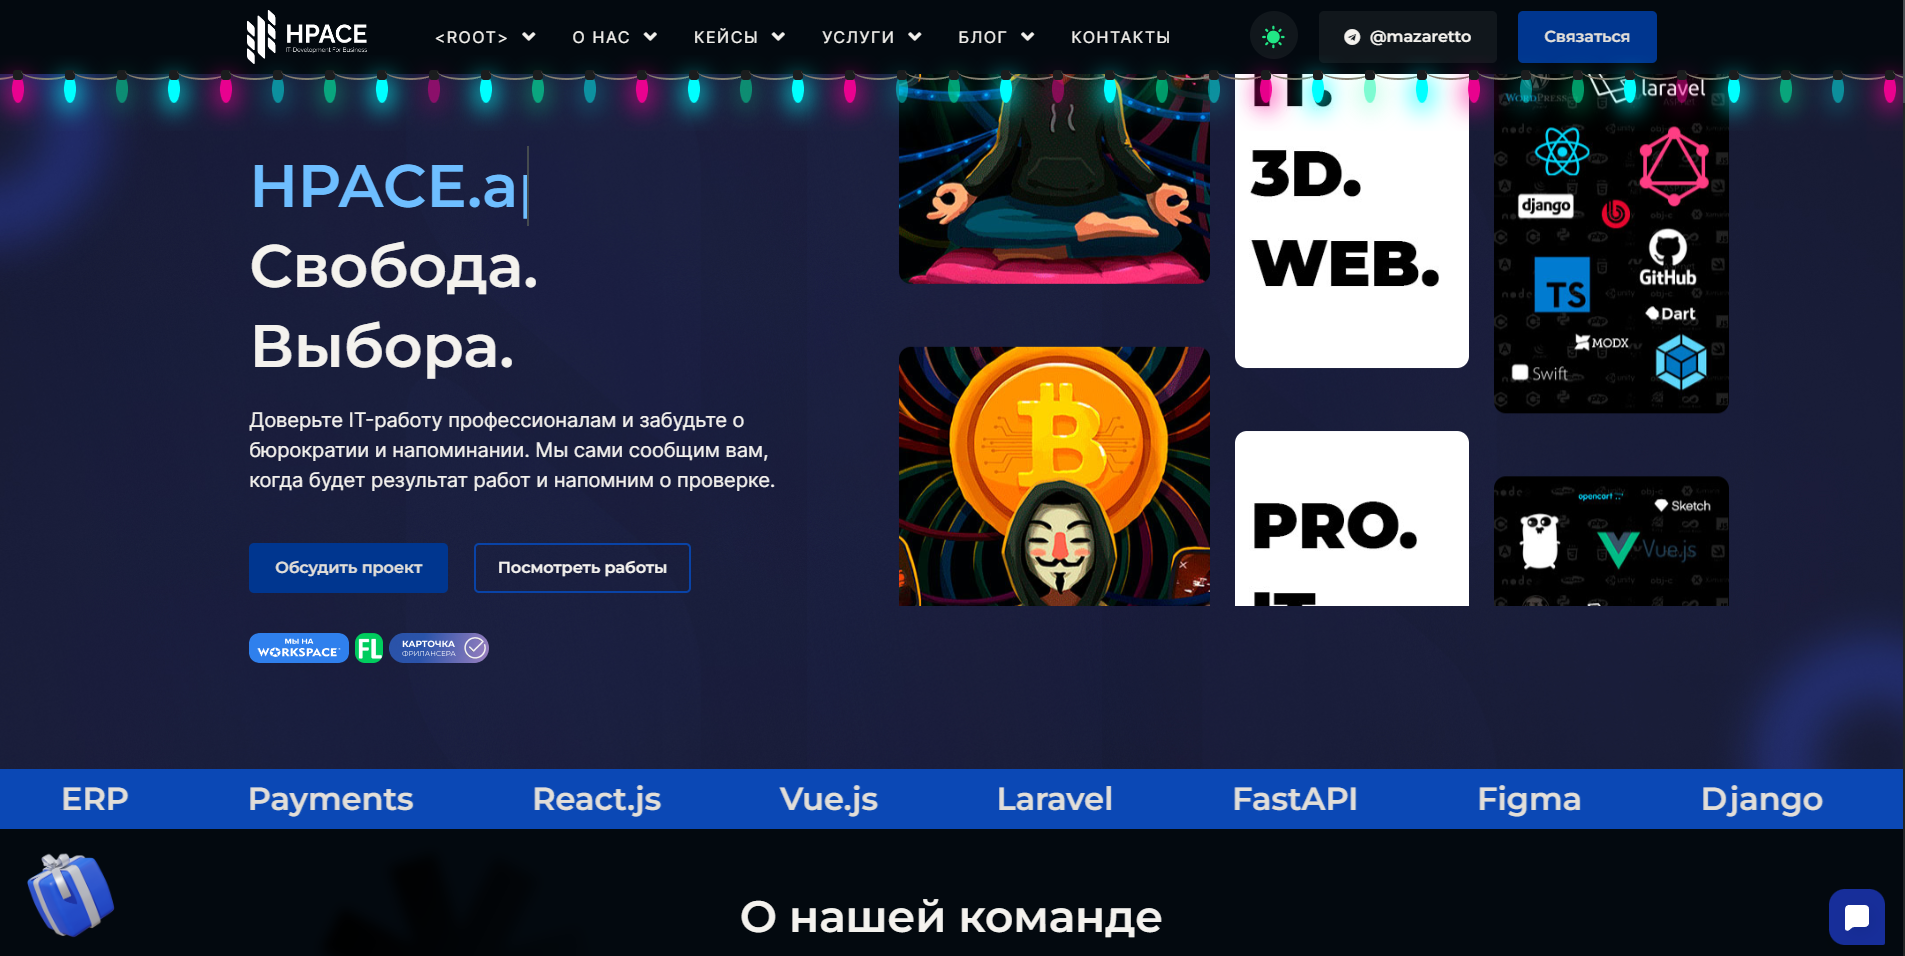 HPACE
IT-Development For Business
<ROOT>
О НАС
КЕЙСЫ
УСЛУГИ
БЛОГ
КОНТАКТЫ
@mazaretto
Связаться
HPACE.ap
Свобода.
Выбора.
Доверьте IT-работу профессионалам и забудьте о
бюрократии и напоминании. Мы сами сообщим вам,
когда будет результат работ и напомним о проверке.
Обсудить проект
Посмотреть работы
МЫ НА
WORKSPACE
FL
КАРТОЧКА
ФРИЛАНСЕРА
IT.
3D.
WEB.
PRO.
IT.
WORDPRESS
laravel
django
GitHub
TS
Dart
MODX
Swift
opencart
Sketch
Vue.js
ERP
Payments
React.js
Vue.js
Laravel
FastAPI
Figma
Django
О нашей команде